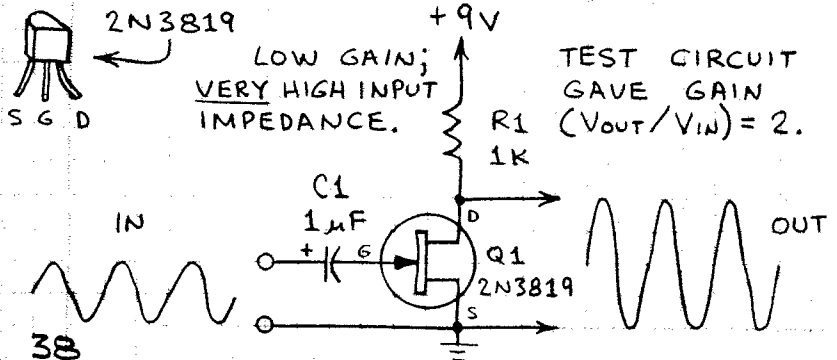 2N3819
S G D
LOW GAIN;
VERY HIGH INPUT
IMPEDANCE.
+9V
TEST CIRCUIT
GAVE GAIN
(VOUT/VIN) = 2.
R1
1K
C1
1µF
+
IN
G
D
Q1
2N3819
S
OUT
38